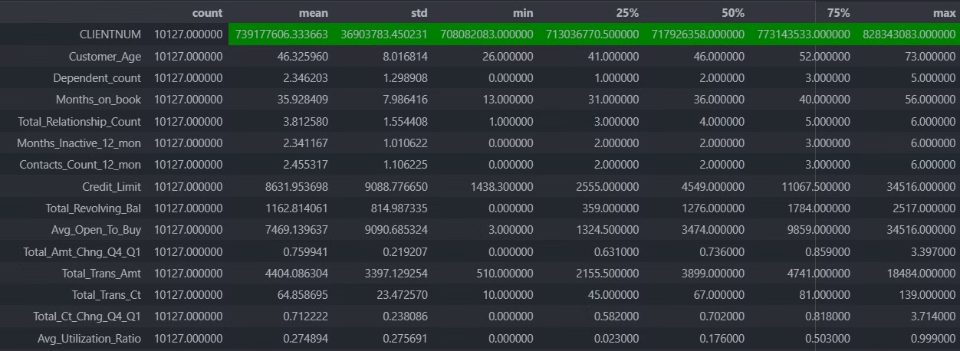 count mean std min 25% 50% 75% max
CLIENTNUM 10127.000000 739177606.333663 36903783.450231 708082083.000000 713036770.500000 717926358.000000 773143533.000000 828343083.000000
Customer_Age 10127.000000 46.325960 8.016814 26.000000 41.000000 46.000000 52.000000 73.000000
Dependent_count 10127.000000 2.346203 1.298908 0.000000 1.000000 2.000000 3.000000 5.000000
Months_on_book 10127.000000 35.928409 7.986416 13.000000 31.000000 36.000000 40.000000 56.000000
Total_Relationship_Count 10127.000000 3.812580 1.554408 1.000000 3.000000 4.000000 5.000000 6.000000
Months_Inactive_12_mon 10127.000000 2.341167 1.010622 0.000000 2.000000 2.000000 3.000000 6.000000
Contacts_Count_12_mon 10127.000000 2.455317 1.106225 0.000000 2.000000 2.000000 3.000000 6.000000
Credit_Limit 10127.000000 8631.953698 9088.776650 1438.300000 2555.000000 4549.000000 11067.500000 34516.000000
Total_Revolving_Bal 10127.000000 1162.814061 814.987335 0.000000 359.000000 1276.000000 1784.000000 2517.000000
Avg_Open_To_Buy 10127.000000 7469.139637 9090.685324 3.000000 1324.500000 3474.000000 9859.000000 34516.000000
Total_Amt_Chng_Q4_Q1 10127.000000 0.759941 0.219207 0.000000 0.631000 0.736000 0.859000 3.397000
Total_Trans_Amt 10127.000000 4404.086304 3397.129254 510.000000 2155.500000 3899.000000 4741.000000 18484.000000
Total_Trans_Ct 10127.000000 64.858695 23.472570 10.000000 45.000000 67.000000 81.000000 139.000000
Total_Ct_Chng_Q4_Q1 10127.000000 0.712222 0.238086 0.000000 0.582000 0.702000 0.818000 3.714000
Avg_Utilization_Ratio 10127.000000 0.274894 0.275691 0.000000 0.023000 0.176000 0.503000 0.999000